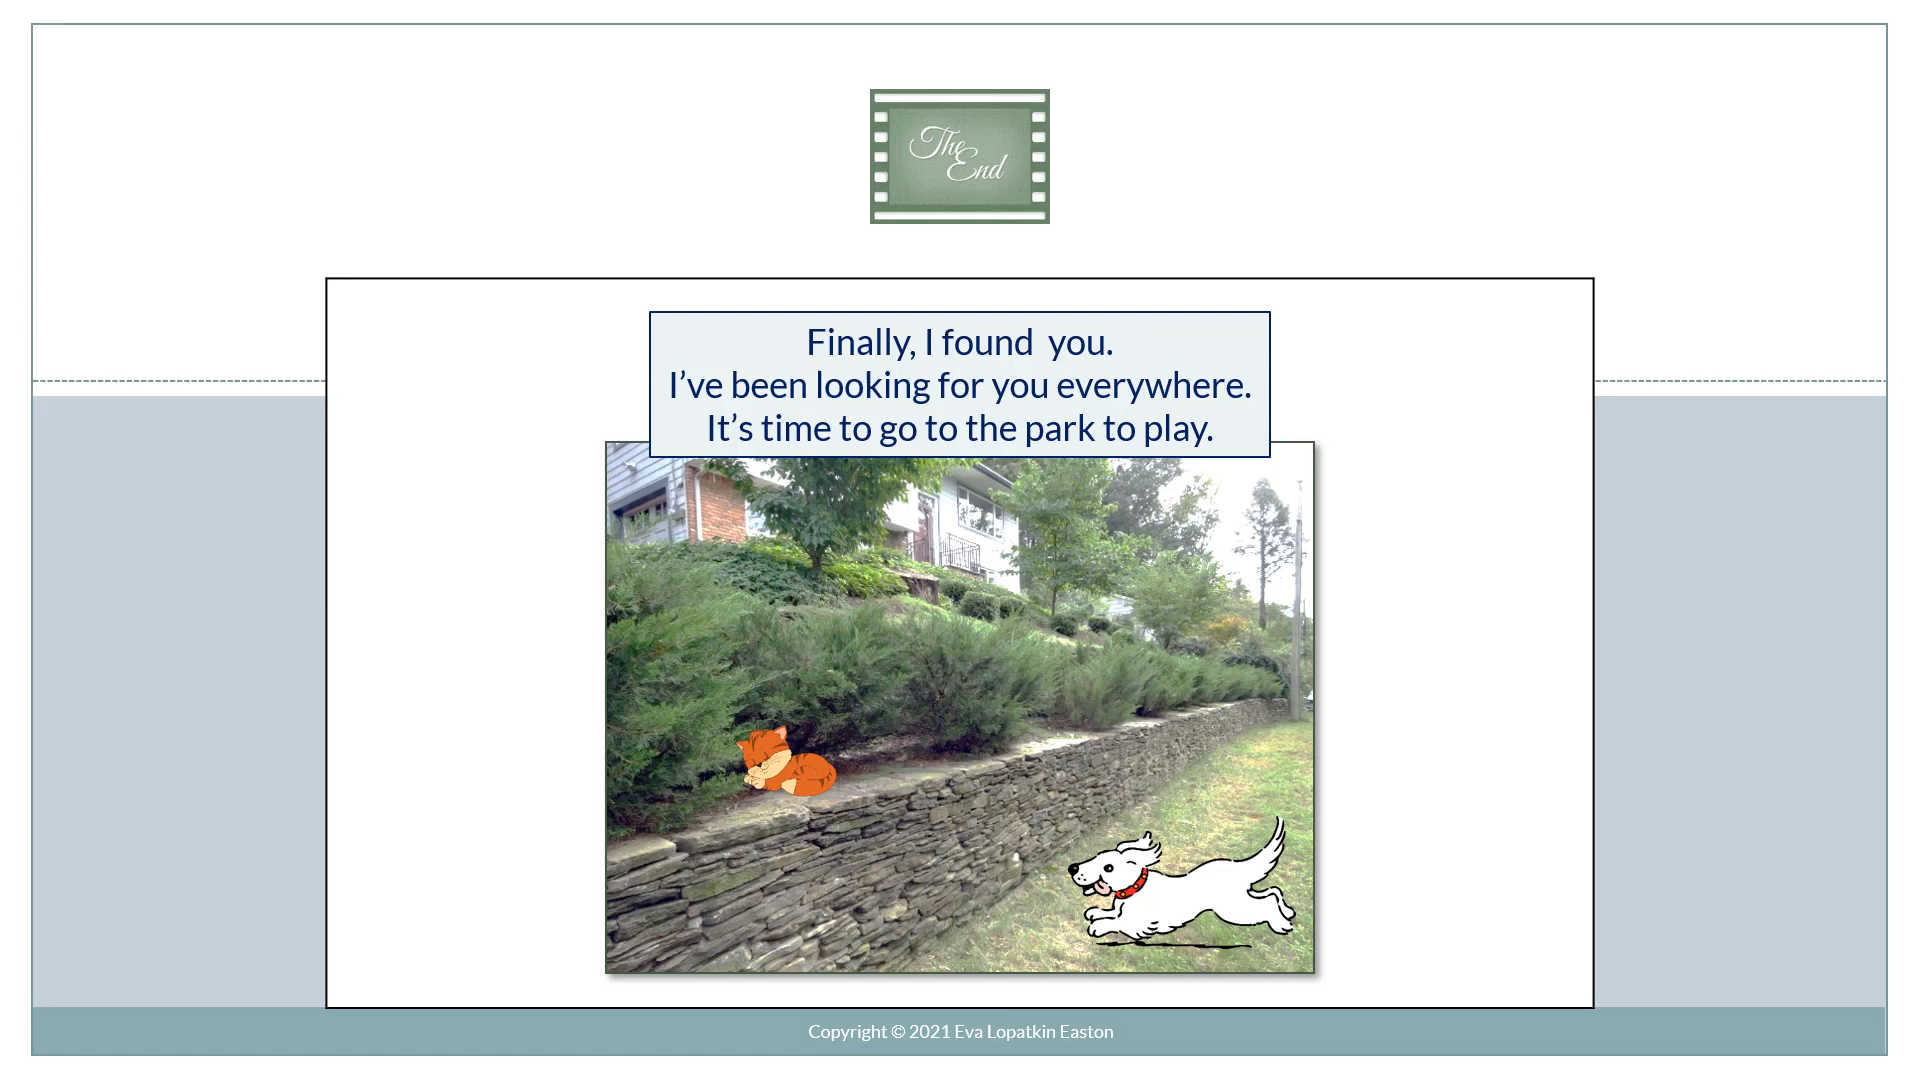 The
End
Finally, I found  you.
I’ve been looking for you everywhere.
It’s time to go to the park to play.
Copyright © 2021 Eva Lopatkin Easton